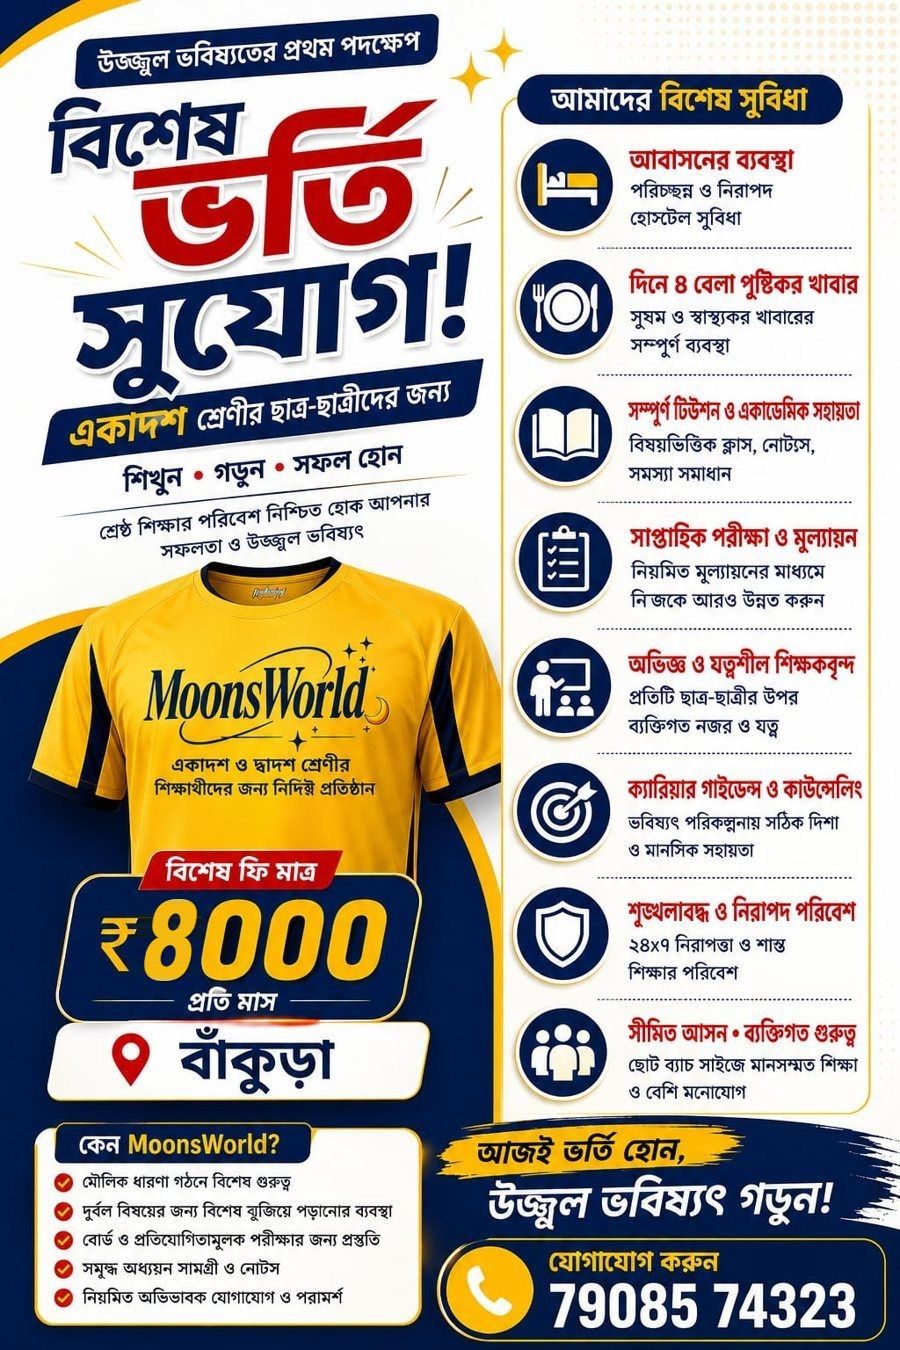 উজ্জ্বল ভবিষ্যতের প্রথম পদক্ষেপ
বিশেষ
ভর্তি
সুযোগ!
একাদশ শ্রেণীর ছাত্র-ছাত্রীদের জন্য
শিখুন • গড়ুন • সফল হোন
শ্রেষ্ঠ শিক্ষার পরিবেশ নিশ্চিত হোক আপনার
সফলতা ও উজ্জ্বল ভবিষ্যৎ
MoonsWorld
একাদশ ও দ্বাদশ শ্রেণীর
শিক্ষার্থীদের জন্য নির্দিষ্ট প্রতিষ্ঠান
বিশেষ ফি মাত্র
₹8000
প্রতি মাস
বাঁকুড়া
কেন MoonsWorld?
মৌলিক ধারণা গঠনে বিশেষ গুরুত্ব
দুর্বল বিষয়ের জন্য বিশেষ বুঝিয়ে পড়ানোর ব্যবস্থা
বোর্ড ও প্রতিযোগিতামূলক পরীক্ষার জন্য প্রস্তুতি
সমৃদ্ধ অধ্যয়ন সামগ্রী ও নোটস
নিয়মিত অভিভাবক যোগাযোগ ও পরামর্শ
আমাদের বিশেষ সুবিধা
আবাসনের ব্যবস্থা
পরিচ্ছন্ন ও নিরাপদ
হোস্টেল সুবিধা
দিনে ৪ বেলা পুষ্টিকর খাবার
সুষম ও স্বাস্থ্যকর খাবারের
সম্পূর্ণ ব্যবস্থা
সম্পুর্ণ টিউশন ও একাডেমিক সহায়তা
বিষয়ভিত্তিক ক্লাস, নোট্যস,
সমস্যা সমাধান
সাপ্তাহিক পরীক্ষা ও মুল্যায়ন
নিয়মিত মুল্যায়নের মাধ্যমে
নিজকে আরও উন্নত করুন
অভিজ্ঞ ও যত্নশীল শিক্ষকবৃন্দ
প্রতিটি ছাত্র-ছাত্রীর উপর
ব্যক্তিগত নজর ও যত্ন
ক্যারিয়ার গাইডেন্স ও কাউন্সেলিং
ভবিষ্যৎ পরিকল্পনায় সঠিক দিশা
ও মানসিক সহায়তা
শৃঙ্খলাবদ্ধ ও নিরাপদ পরিবেশ
২৪x৭ নিরাপত্তা ও শান্ত
শিক্ষার পরিবেশ
সীমিত আসন • ব্যক্তিগত গুরুত্ব
ছোট ব্যাচ সাইজে মানসম্মত শিক্ষা
ও বেশি মনোযোগ
আজই ভর্তি হোন,
উজ্জ্বল ভবিষ্যৎ গড়ুন!
যোগাযোগ করুন
79085 74323